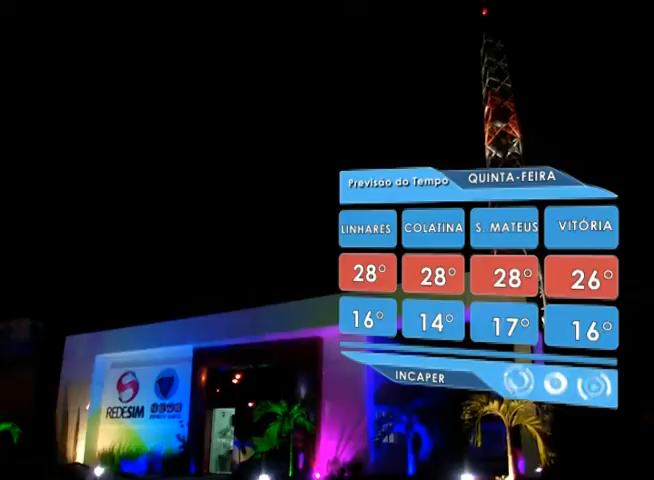 Previsão do Tempo QUINTA-FEIRA
LINHARES COLATINA S. MATEUS VITÓRIA
28° 28° 28° 26°
16° 14° 17° 16°
INCAPER
REDESIM